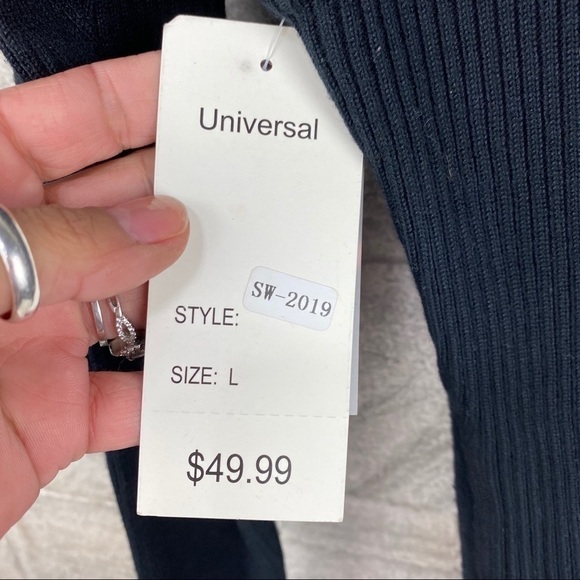 Universal
STYLE: SW-2019
SIZE: L
$49.99